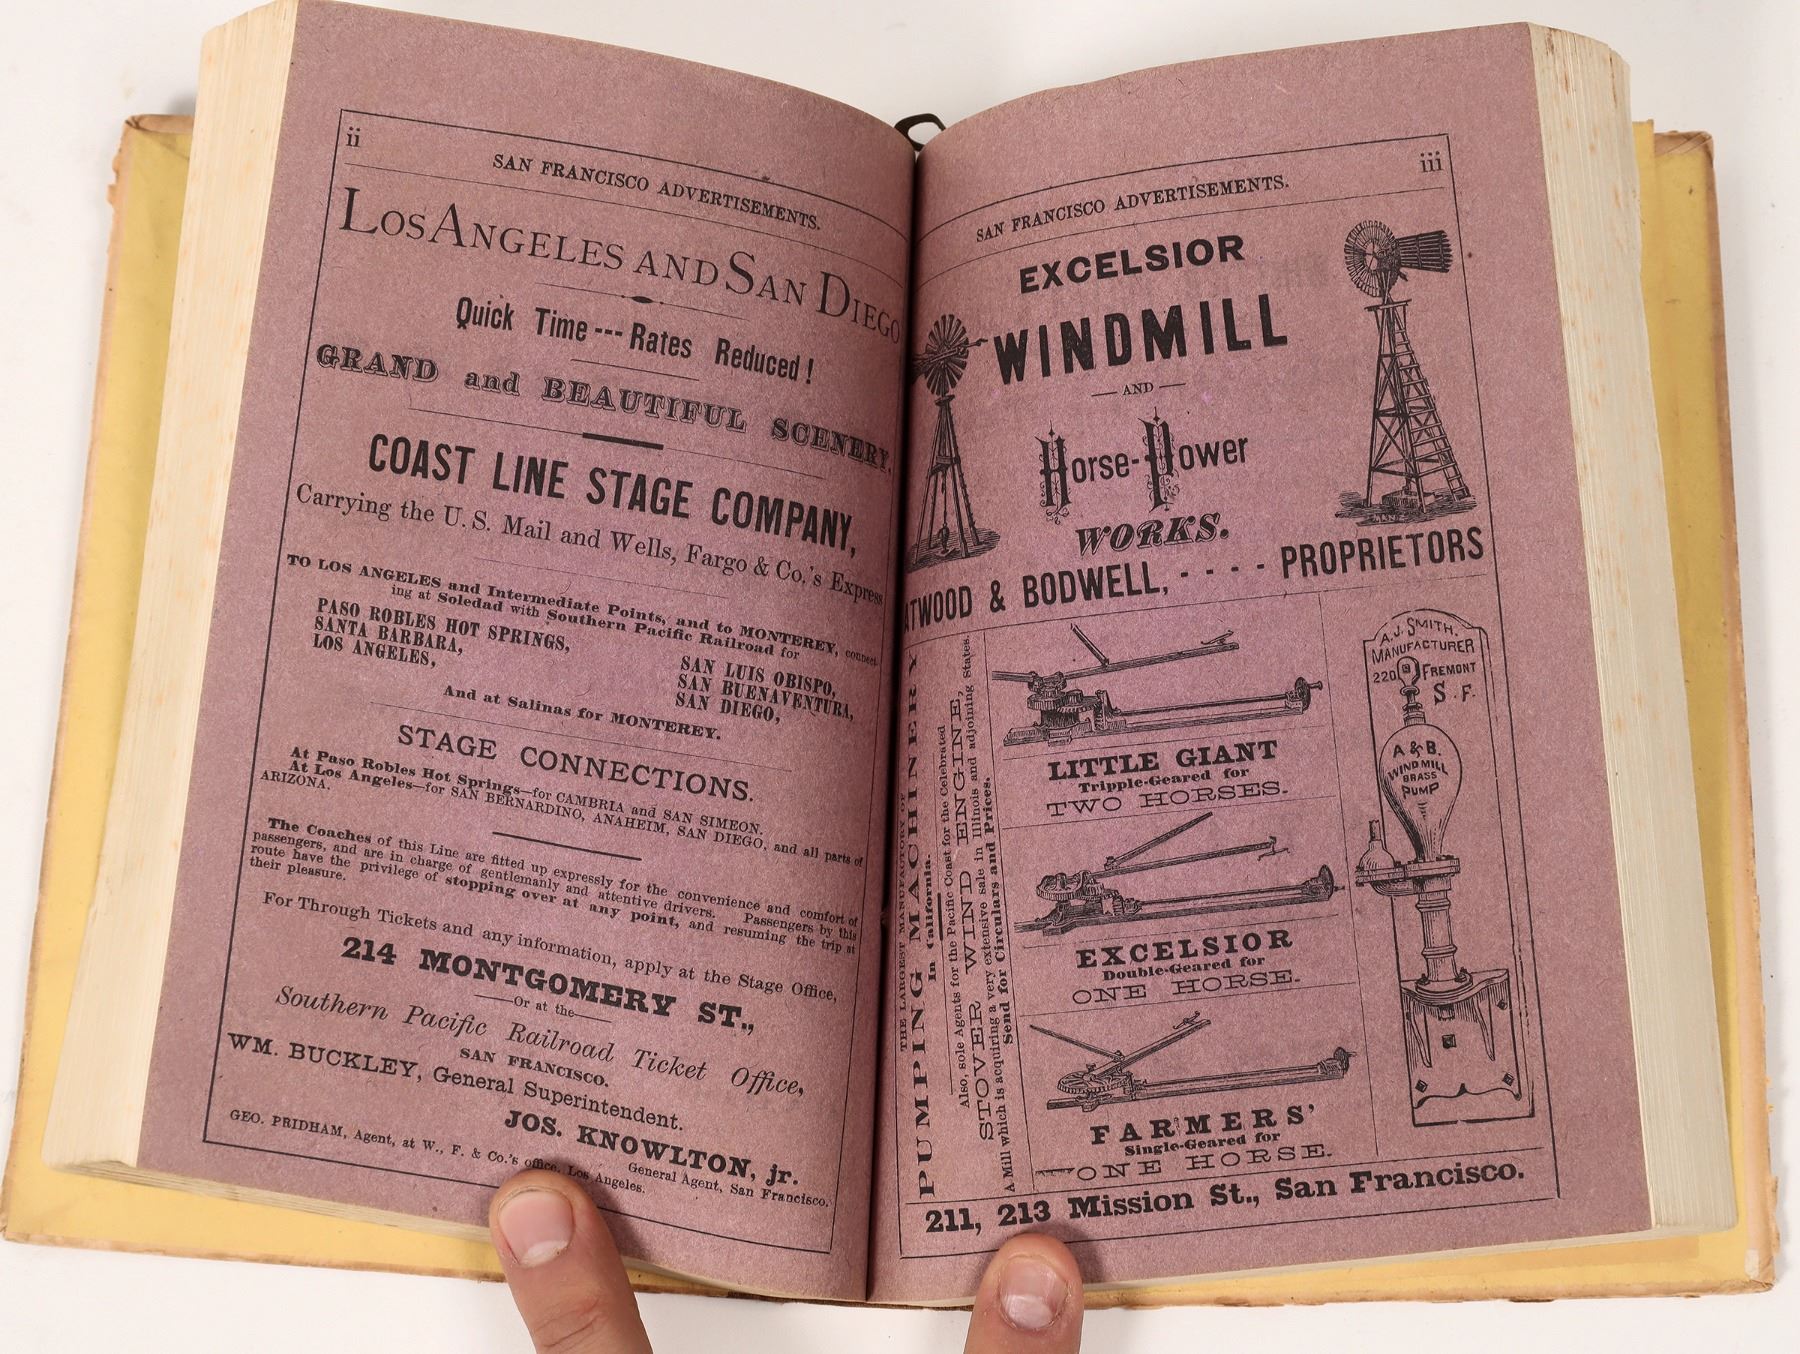 ii
SAN FRANCISCO ADVERTISEMENTS.
LOS ANGELES AND SAN DIEGO
Quick Time---Rates Reduced!
GRAND and BEAUTIFUL SCENERY.
COAST LINE STAGE COMPANY,
Carrying the U. S. Mail and Wells, Fargo & Co.'s Express
TO LOS ANGELES and Intermediate Points, and to MONTEREY, connect-
ing at Soledad with Southern Pacific Railroad for
PASO ROBLES HOT SPRINGS,
SANTA BARBARA,
LOS ANGELES,
SAN LUIS OBISPO,
SAN BUENAVENTURA,
SAN DIEGO,
And at Salinas for MONTEREY.
STAGE CONNECTIONS.
At Paso Robles Hot Springs—for CAMBRIA and SAN SIMEON.
At Los Angeles—for SAN BERNARDINO, ANAHEIM, SAN DIEGO, and all parts of
ARIZONA.
The Coaches of this Line are fitted up expressly for the convenience and comfort of
passengers, and are in charge of gentlemanly and attentive drivers. Passengers by this
route have the privilege of stopping over at any point, and resuming the trip at
their pleasure.
For Through Tickets and any information, apply at the Stage Office,
214 MONTGOMERY ST.,
—Or at the—
Southern Pacific Railroad Ticket Office,
SAN FRANCISCO.
WM. BUCKLEY, General Superintendent.
JOS. KNOWLTON, jr.
General Agent, San Francisco.
GEO. PRIDHAM, Agent, at W., F. & Co.'s office, Los Angeles.
iii
SAN FRANCISCO ADVERTISEMENTS.
EXCELSIOR
WINDMILL
— AND —
Horse-Power
WORKS.
ATWOOD & BODWELL, - - - - PROPRIETORS
THE LARGEST MANUFACTORY OF
PUMPING MACHINERY
In California.
Also, sole Agents for the Pacific Coast for the Celebrated
STOVER WIND ENGINE,
A Mill which is acquiring a very extensive sale in Illinois and adjoining States.
Send for Circulars and Prices.
LITTLE GIANT
Tripple-Geared for
TWO HORSES.
EXCELSIOR
Double-Geared for
ONE HORSE.
FARMERS'
Single-Geared for
ONE HORSE.
A.J. SMITH.
MANUFACTURER
220 FREMONT
S.F.
A & B.
WIND MILL
BRASS
PUMP
211, 213 Mission St., San Francisco.